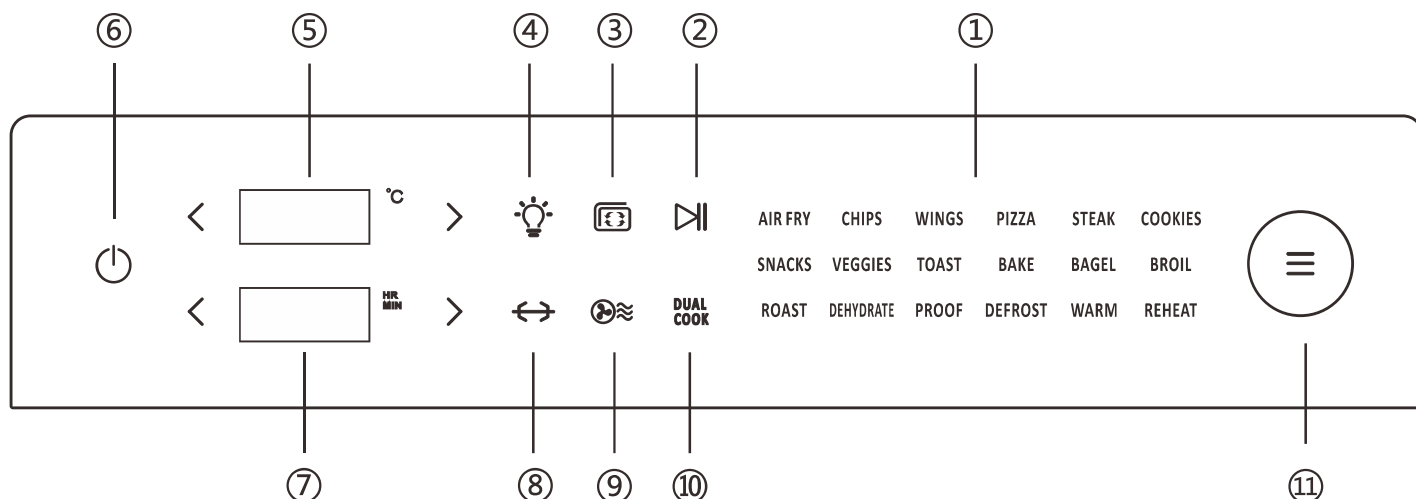 ⑥ ⑤ ④ ③ ② ①
°C
AIR FRY CHIPS WINGS PIZZA STEAK COOKIES
SNACKS VEGGIES TOAST BAKE BAGEL BROIL
HR
MIN
DUAL
COOK
ROAST DEHYDRATE PROOF DEFROST WARM REHEAT
⑦ ⑧ ⑨ ⑩ ⑪